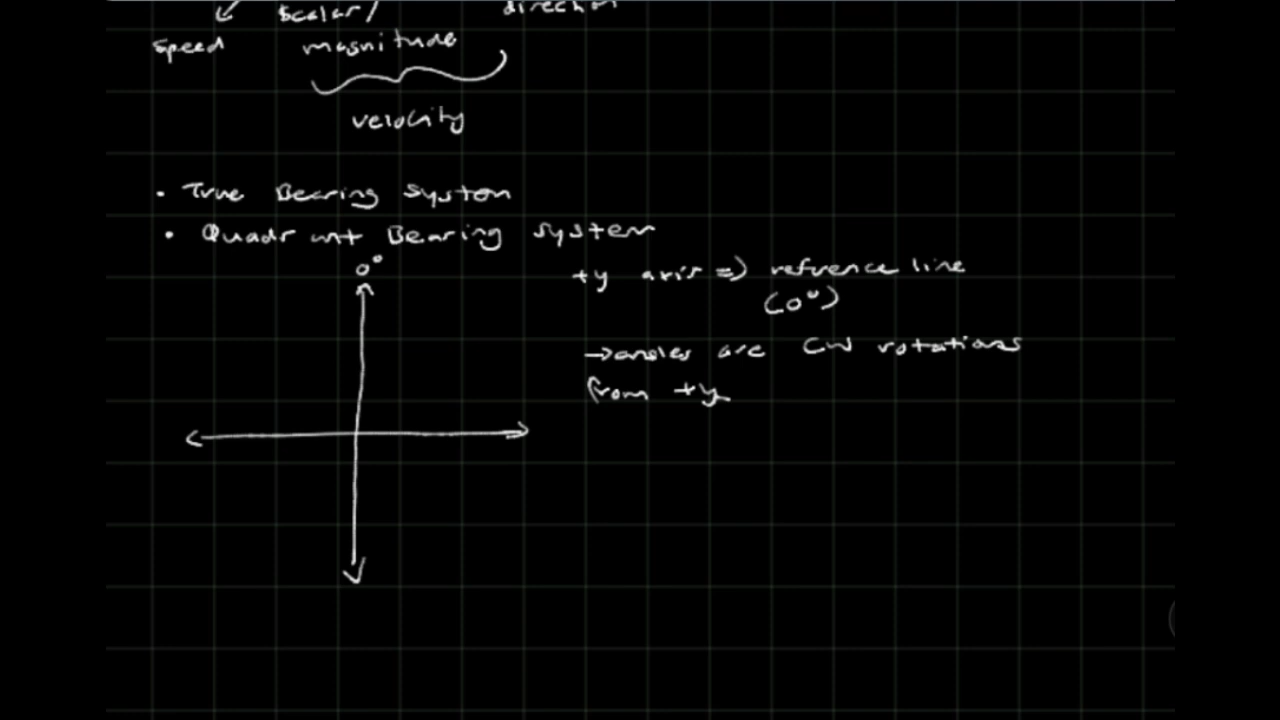 scalar/ direction
speed magnitude
velocity
• True Bearing System
• Quadrant Bearing system
0°
+y axis => refrence line
(0°)
→angles are CW rotations
from +y